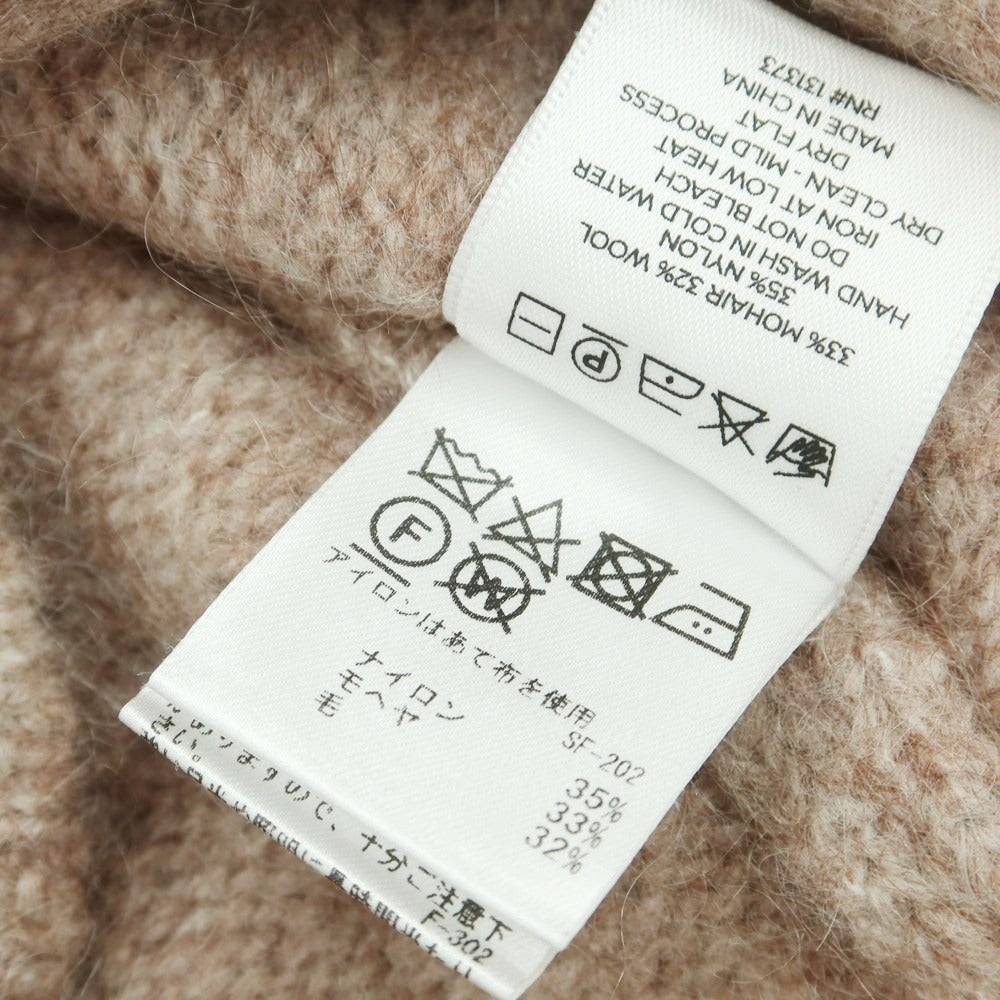 33% MOHAIR 32% WOOL
35% NYLON
HAND WASH IN COLD WATER
DO NOT BLEACH
IRON AT LOW HEAT
DRY CLEAN - MILD PROCESS
DRY FLAT
MADE IN CHINA
RN# 131373
P
F
W
アイロンはあて布を使用
SF-202
ナイロン 35%
モヘヤ 33%
毛 32%
ので、十分ご注意下
さい。
F-302